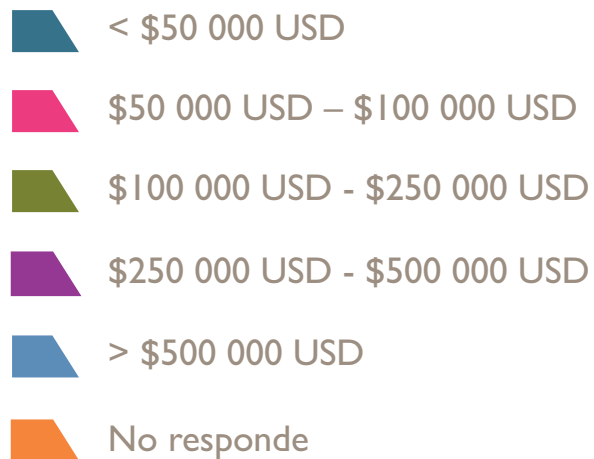 < $50 000 USD
$50 000 USD – $100 000 USD
$100 000 USD - $250 000 USD
$250 000 USD - $500 000 USD
> $500 000 USD
No responde